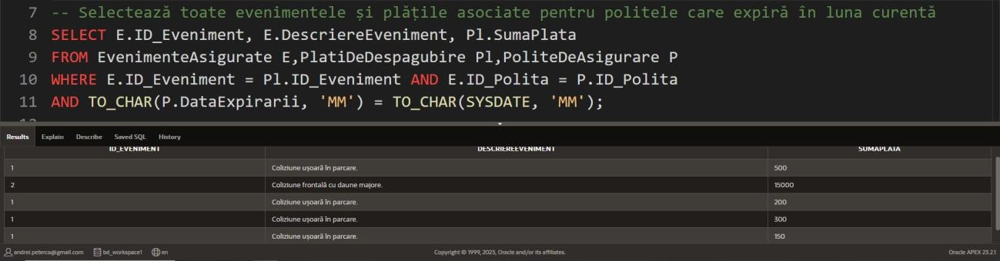 7 -- Selectează toate evenimentele și plățile asociate pentru politele care expiră în luna curentă
8 SELECT E.ID_Eveniment, E.DescriereEveniment, Pl.SumaPlata
9 FROM EvenimenteAsigurate E,PlatiDeDespagubire Pl,PoliteDeAsigurare P
10 WHERE E.ID_Eveniment = Pl.ID_Eveniment AND E.ID_Polita = P.ID_Polita
11 AND TO_CHAR(P.DataExpirarii, 'MM') = TO_CHAR(SYSDATE, 'MM');
12
Results Explain Describe Saved SQL History
ID_EVENIMENT DESCRIEREEVENIMENT SUMAPLATA
1 Coliziune ușoară în parcare. 500
2 Coliziune frontală cu daune majore. 15000
1 Coliziune ușoară în parcare. 200
1 Coliziune ușoară în parcare. 300
1 Coliziune ușoară în parcare. 150
andrei.peterca@gmail.com bd_workspace1 en Copyright © 1999, 2023, Oracle and/or its affiliates. Oracle APEX 23.2.1